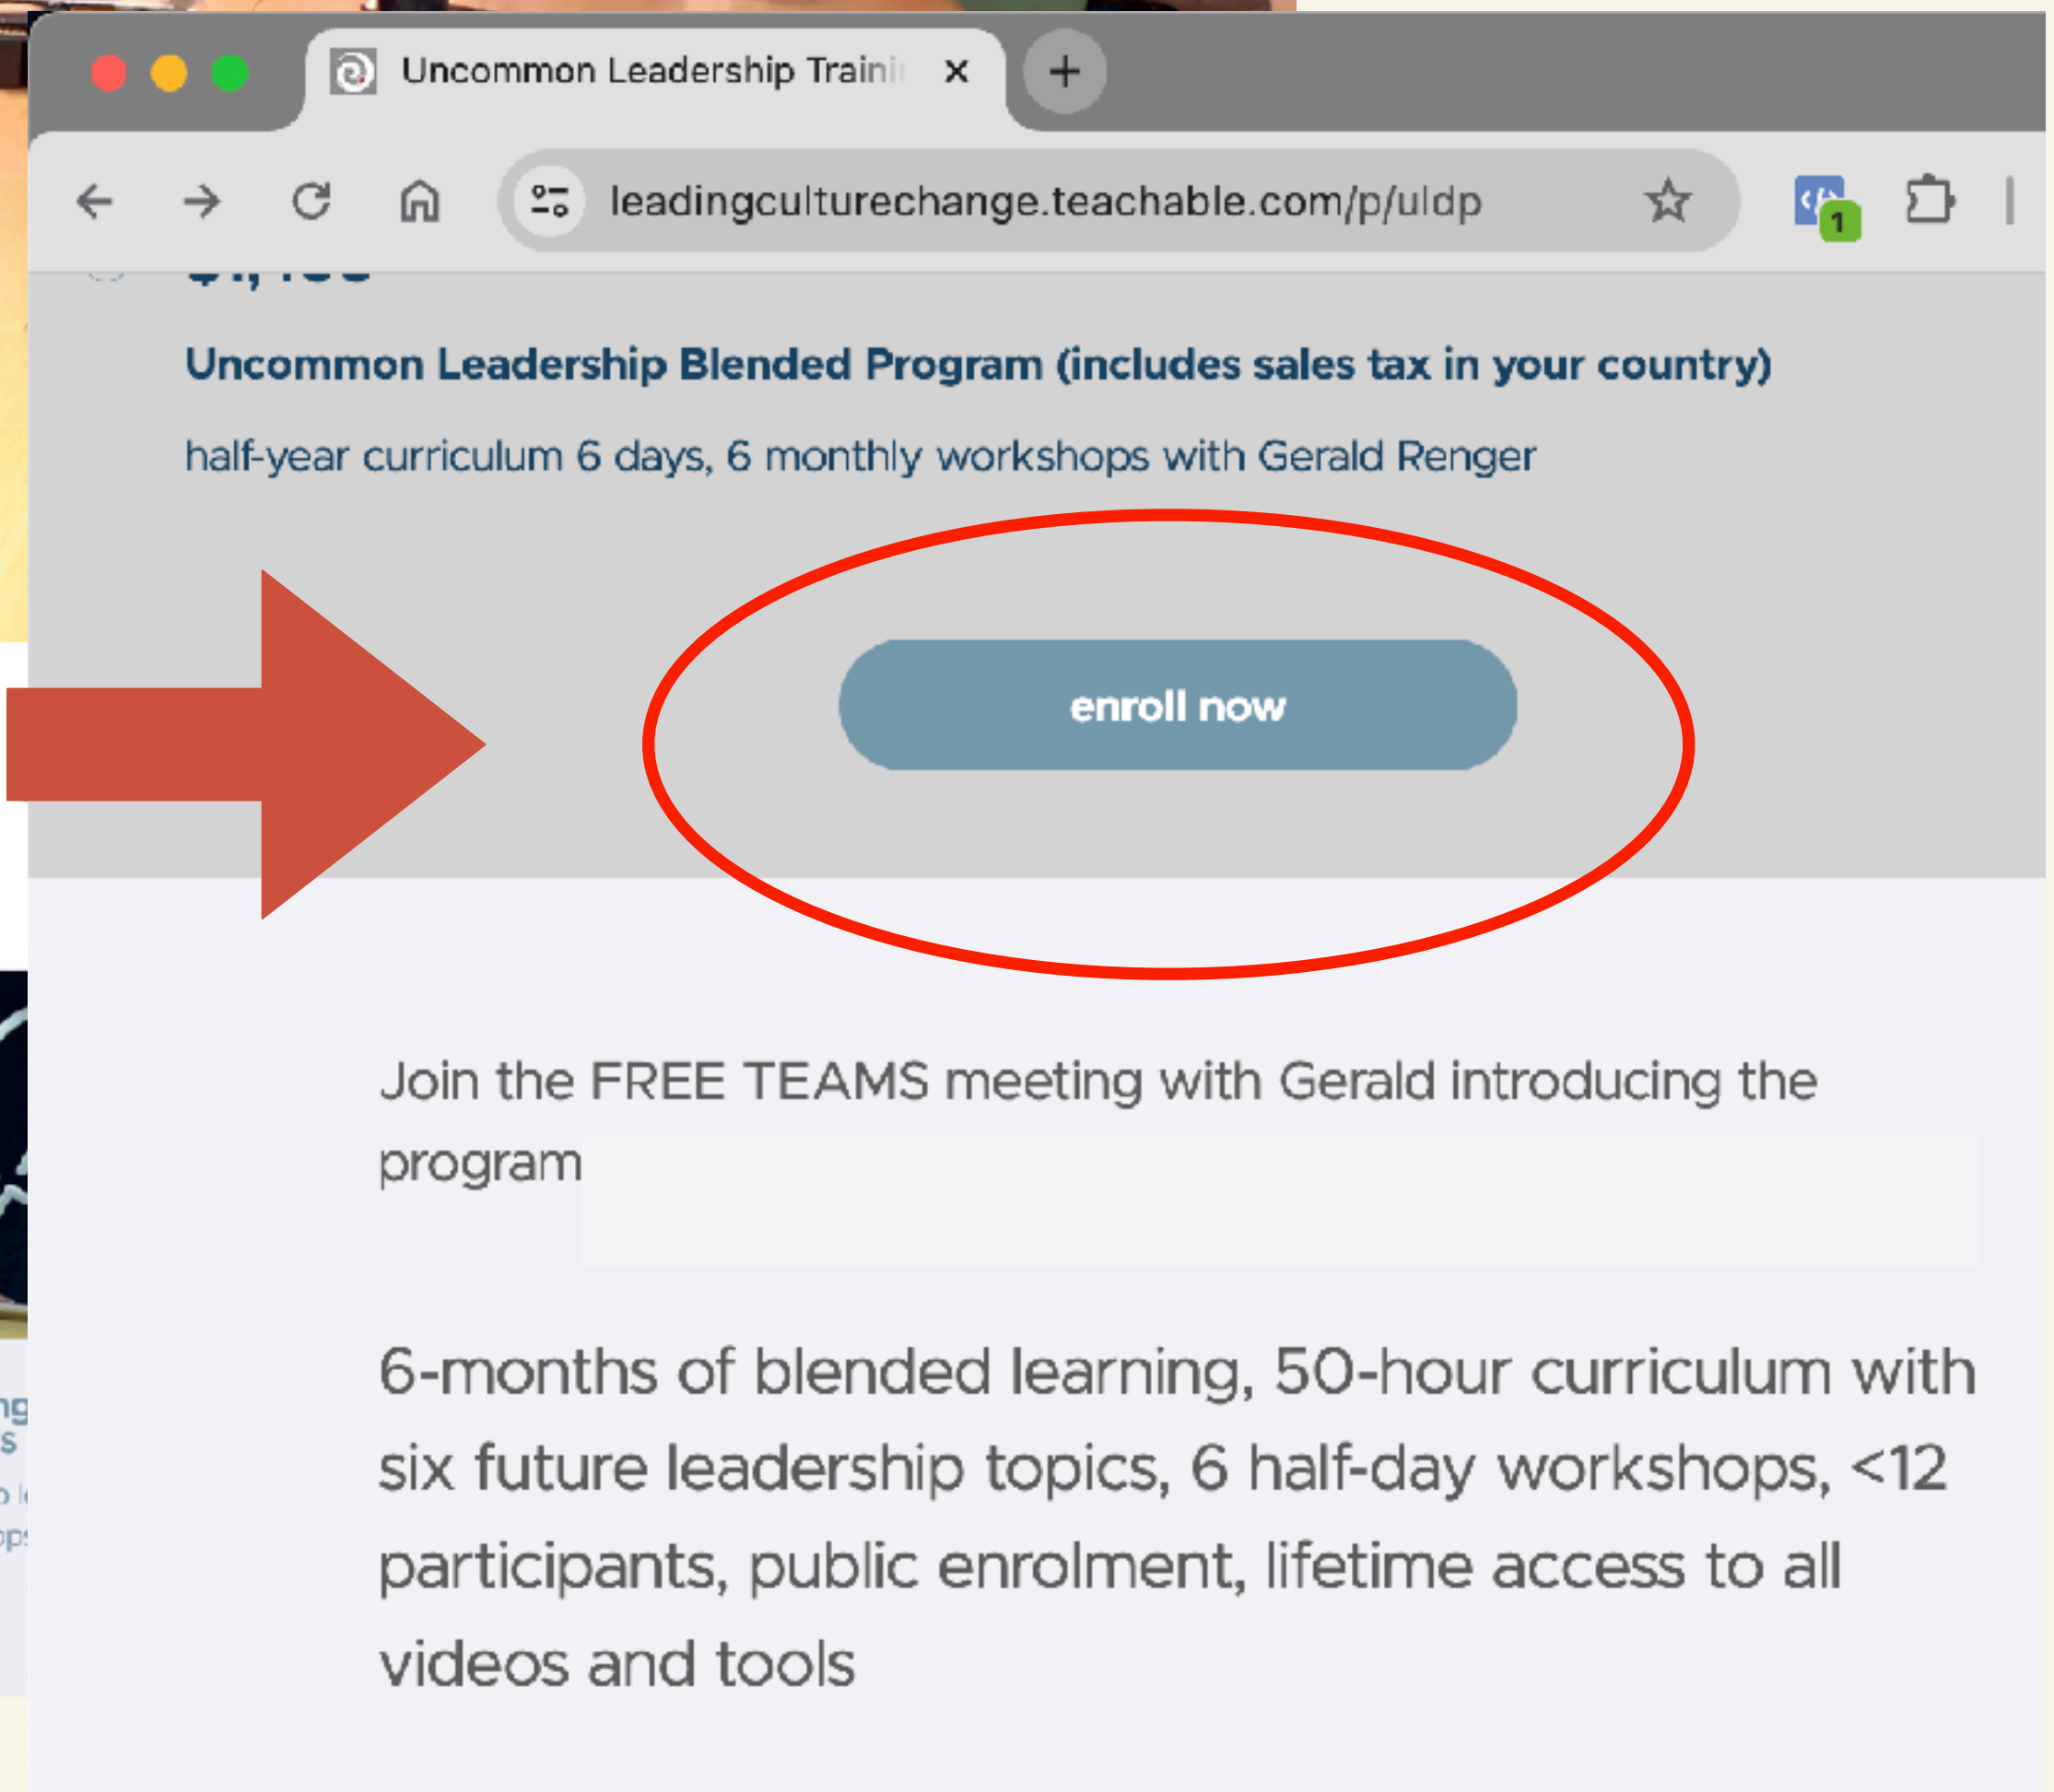 Uncommon Leadership Traini
leadingculturechange.teachable.com/p/uldp
1
Uncommon Leadership Blended Program (includes sales tax in your country)
half-year curriculum 6 days, 6 monthly workshops with Gerald Renger
enroll now
Join the FREE TEAMS meeting with Gerald introducing the
program
6-months of blended learning, 50-hour curriculum with
six future leadership topics, 6 half-day workshops, <12
participants, public enrolment, lifetime access to all
videos and tools